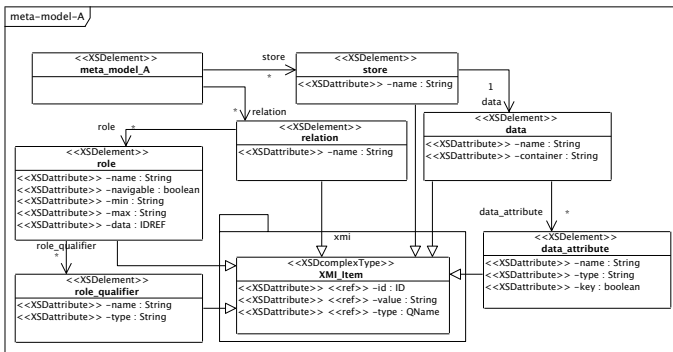 meta-model-A
<<XSDelement>>
meta_model_A
store
*
<<XSDelement>>
store
<<XSDattribute>> -name : String
* relation
1
data
role
*
<<XSDelement>>
relation
<<XSDattribute>> -name : String
<<XSDelement>>
data
<<XSDattribute>> -name : String
<<XSDattribute>> -container : String
<<XSDelement>>
role
<<XSDattribute>> -name : String
<<XSDattribute>> -navigable : boolean
<<XSDattribute>> -min : String
<<XSDattribute>> -max : String
<<XSDattribute>> -data : IDREF
data_attribute *
role_qualifier
*
xmi
<<XSDcomplexType>>
XMI_Item
<<XSDattribute>> <<ref>> -id : ID
<<XSDattribute>> <<ref>> -value : String
<<XSDattribute>> <<ref>> -type : QName
<<XSDelement>>
data_attribute
<<XSDattribute>> -name : String
<<XSDattribute>> -type : String
<<XSDattribute>> -key : boolean
<<XSDelement>>
role_qualifier
<<XSDattribute>> -name : String
<<XSDattribute>> -type : String